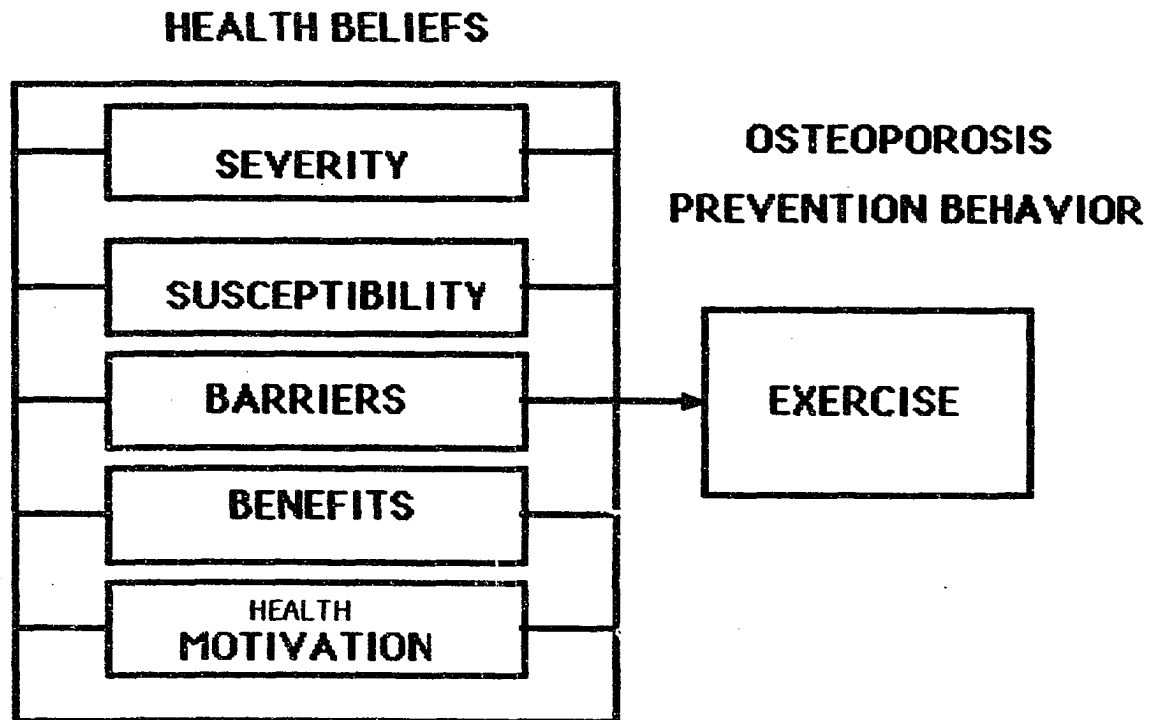 HEALTH BELIEFS
SEVERITY
SUSCEPTIBILITY
BARRIERS
BENEFITS
HEALTH
MOTIVATION
OSTEOPOROSIS
PREVENTION BEHAVIOR
EXERCISE